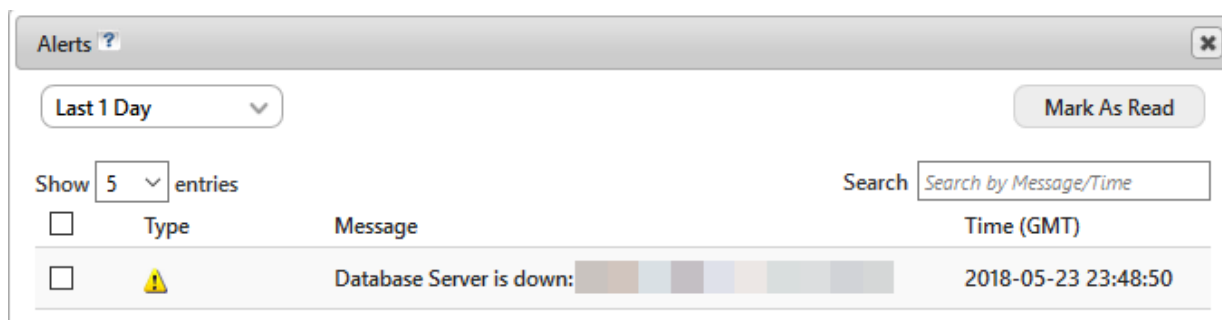 Alerts ?
Last 1 Day Mark As Read
Show 5 entries Search Search by Message/Time
Type Message Time (GMT)
Database Server is down: 2018-05-23 23:48:50